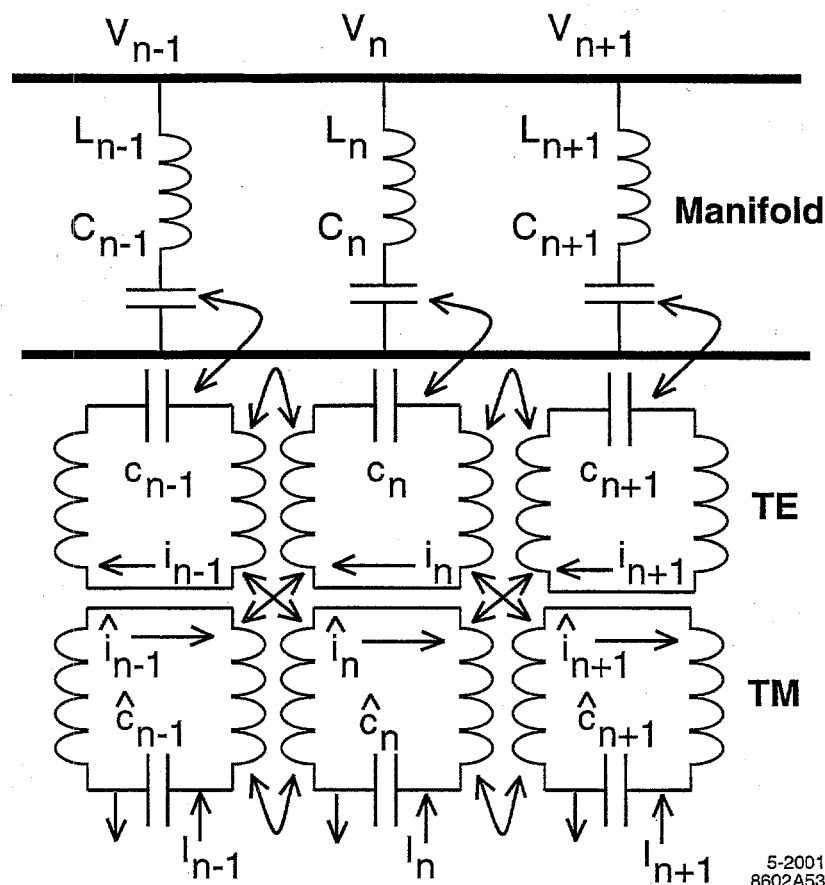 V_{n-1} V_n V_{n+1}
L_{n-1} L_n L_{n+1}
Manifold
C_{n-1} C_n C_{n+1}
c_{n-1} c_n c_{n+1}
TE
i_{n-1} i_n i_{n+1}
î_{n-1} î_n î_{n+1}
TM
ĉ_{n-1} ĉ_n ĉ_{n+1}
I_{n-1} I_n I_{n+1}
5-2001
8602A53